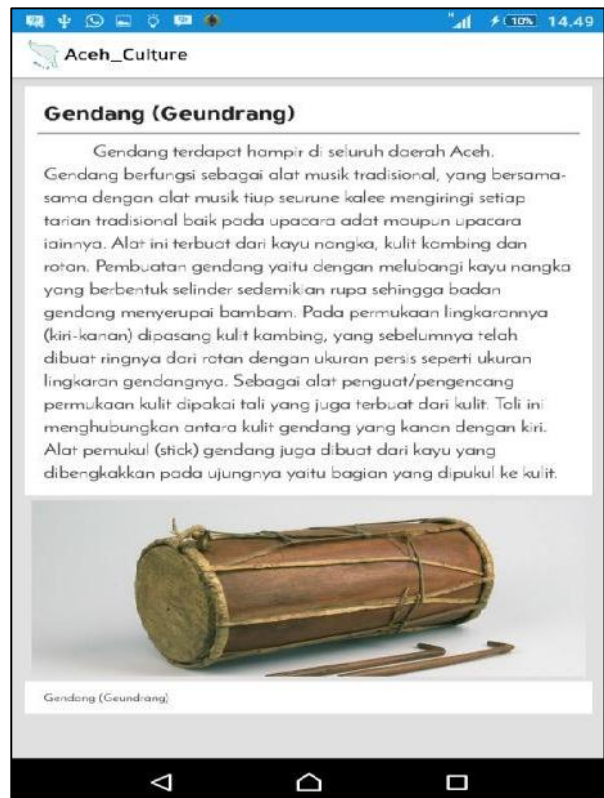 10% 14.49
Aceh_Culture
Gendang (Geundrang)
Gendang terdapat hampir di seluruh daerah Aceh.
Gendang berfungsi sebagai alat musik tradisional, yang bersama-
sama dengan alat musik tiup seurune kalee mengiringi setiap
tarian tradisional baik pada upacara adat maupun upacara
iainnya. Alat ini terbuat dari kayu nangka, kulit kambing dan
rotan. Pembuatan gendang yaitu dengan melubangi kayu nangka
yang berbentuk selinder sedemikian rupa sehingga badan
gendang menyerupai bambam. Pada permukaan lingkarannya
(kiri-kanan) dipasang kulit kambing, yang sebelumnya telah
dibuat ringnya dari rotan dengan ukuran persis seperti ukuran
lingkaran gendangnya. Sebagai alat penguat/pengencang
permukaan kulit dipakai tali yang juga terbuat dari kulit. Tali ini
menghubungkan antara kulit gendang yang kanan dengan kiri.
Alat pemukul (stick) gendang juga dibuat dari kayu yang
dibengkakkan pada ujungnya yaitu bagian yang dipukul ke kulit.
Gendang (Geundrang)